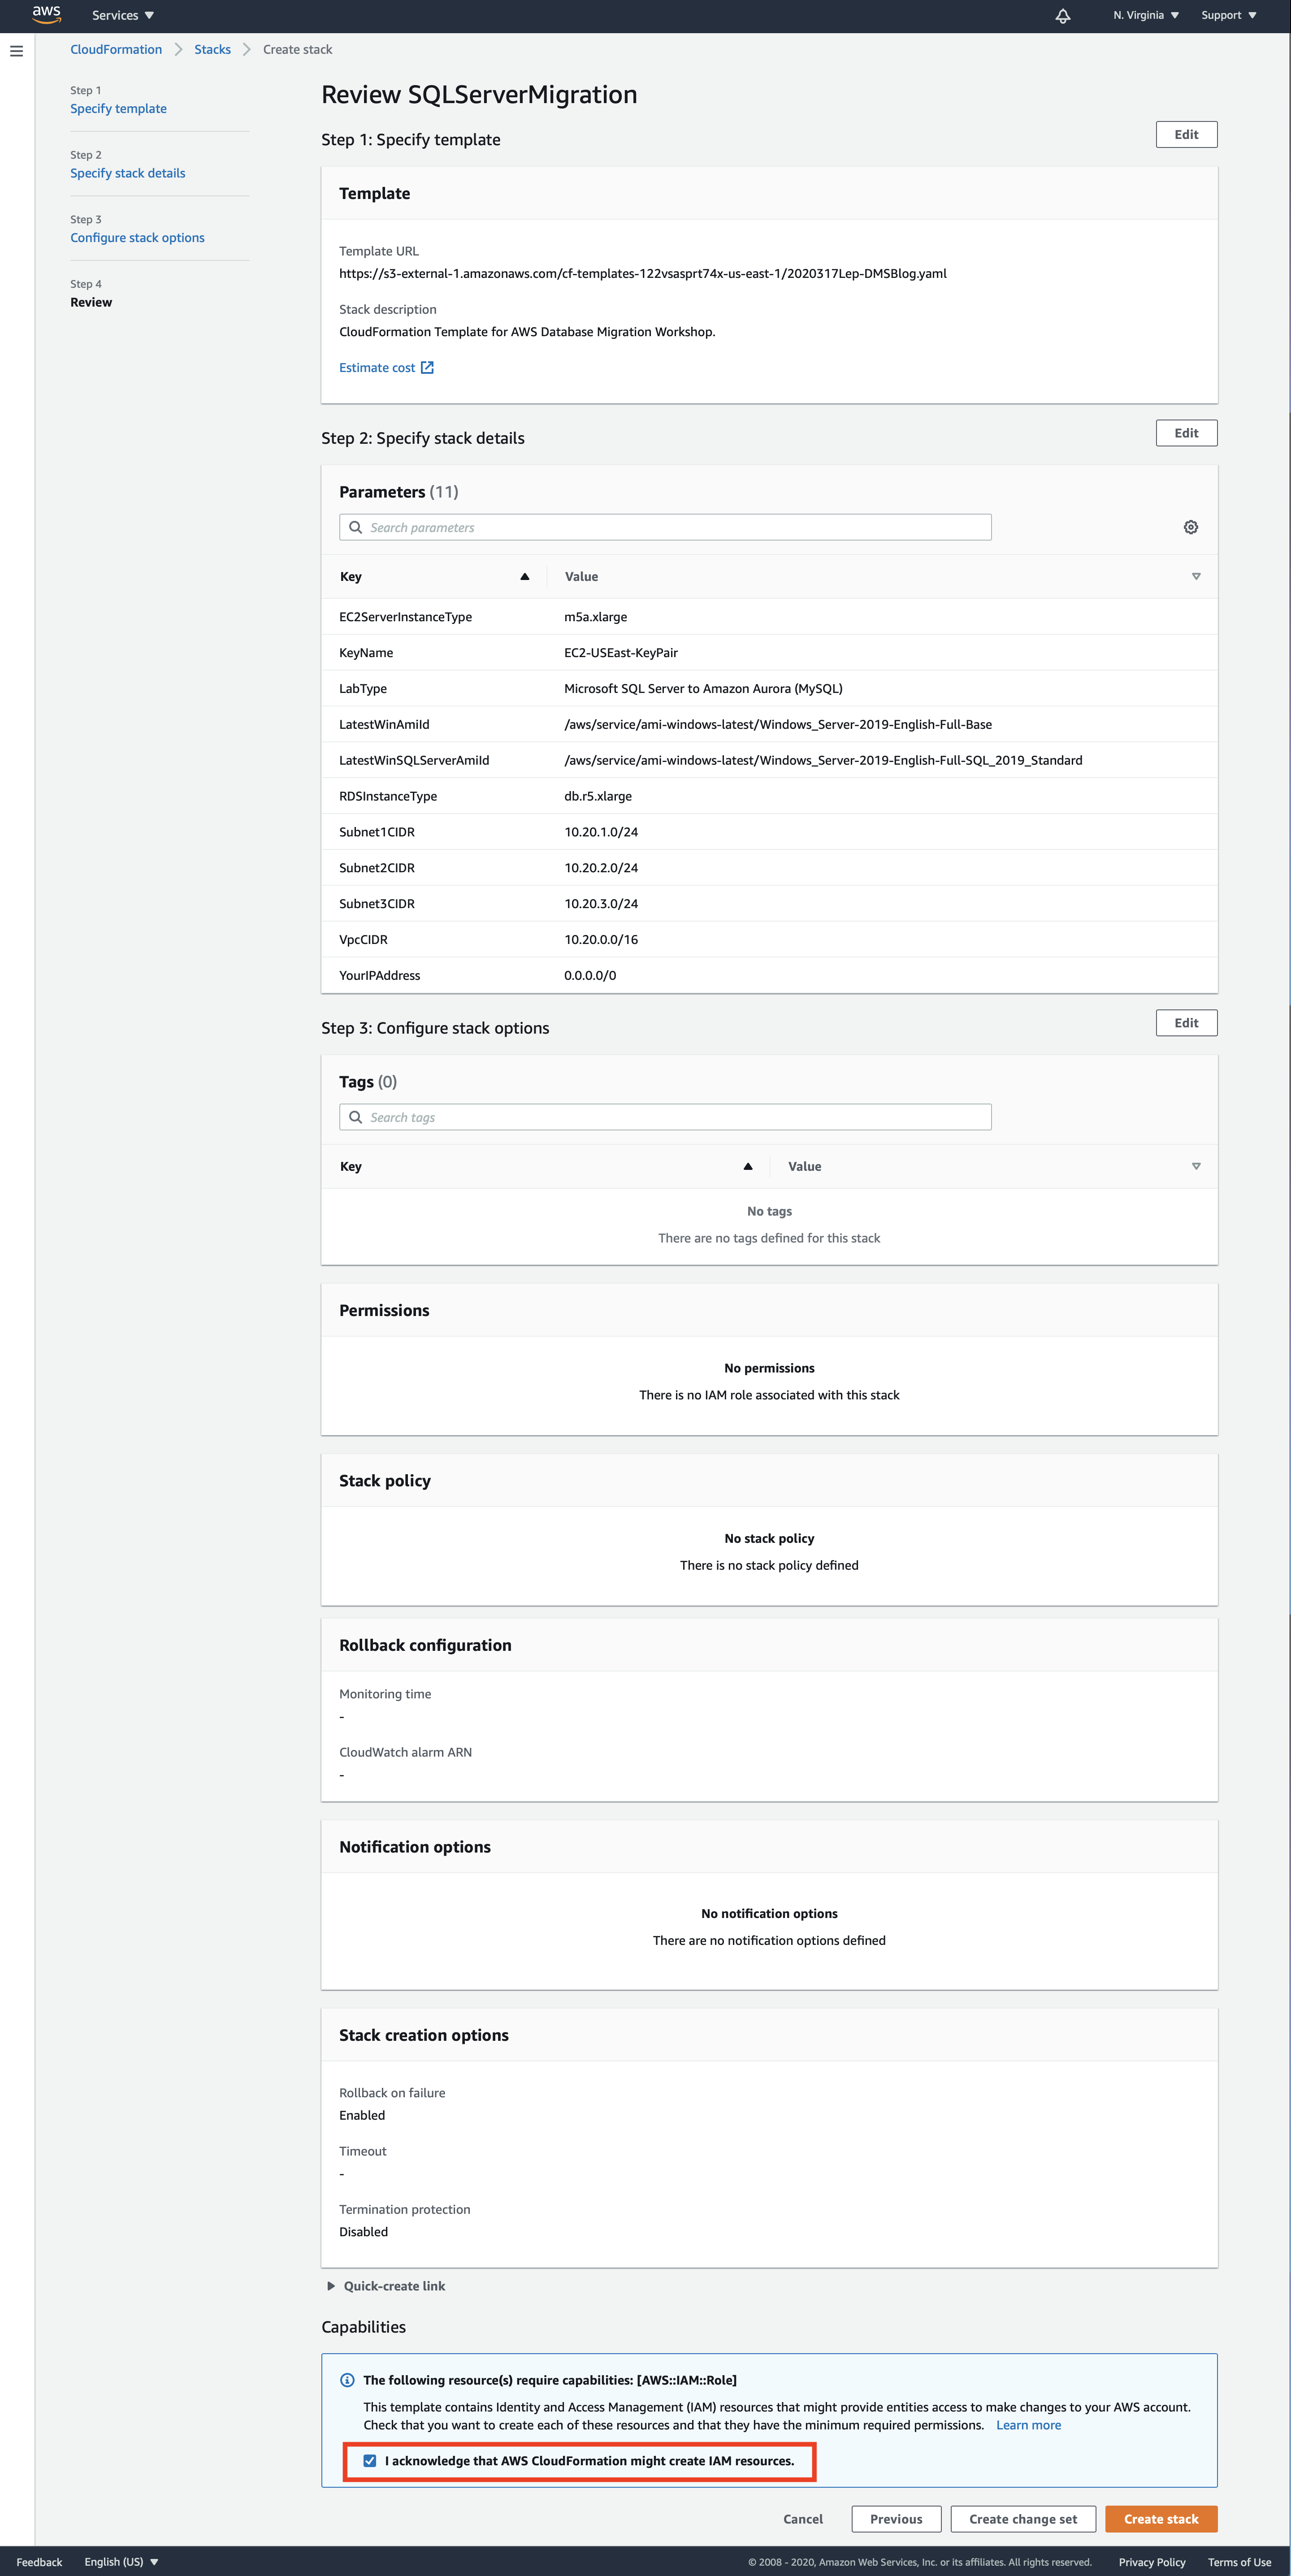 aws Services N. Virginia Support
CloudFormation Stacks Create stack
Step 1
Specify template
Step 2
Specify stack details
Step 3
Configure stack options
Step 4
Review
Review SQLServerMigration
Step 1: Specify template Edit
Template
Template URL
https://s3-external-1.amazonaws.com/cf-templates-122vsasprt74x-us-east-1/2020317Lep-DMSBlog.yaml
Stack description
CloudFormation Template for AWS Database Migration Workshop.
Estimate cost
Step 2: Specify stack details Edit
Parameters (11)
Search parameters
Key Value
EC2ServerInstanceType m5a.xlarge
KeyName EC2-USEast-KeyPair
LabType Microsoft SQL Server to Amazon Aurora (MySQL)
LatestWinAmiId /aws/service/ami-windows-latest/Windows_Server-2019-English-Full-Base
LatestWinSQLServerAmiId /aws/service/ami-windows-latest/Windows_Server-2019-English-Full-SQL_2019_Standard
RDSInstanceType db.r5.xlarge
Subnet1CIDR 10.20.1.0/24
Subnet2CIDR 10.20.2.0/24
Subnet3CIDR 10.20.3.0/24
VpcCIDR 10.20.0.0/16
YourIPAddress 0.0.0.0/0
Step 3: Configure stack options Edit
Tags (0)
Search tags
Key Value
No tags
There are no tags defined for this stack
Permissions
No permissions
There is no IAM role associated with this stack
Stack policy
No stack policy
There is no stack policy defined
Rollback configuration
Monitoring time
-
CloudWatch alarm ARN
-
Notification options
No notification options
There are no notification options defined
Stack creation options
Rollback on failure
Enabled
Timeout
-
Termination protection
Disabled
Quick-create link
Capabilities
The following resource(s) require capabilities: [AWS::IAM::Role]
This template contains Identity and Access Management (IAM) resources that might provide entities access to make changes to your AWS account.
Check that you want to create each of these resources and that they have the minimum required permissions. Learn more
I acknowledge that AWS CloudFormation might create IAM resources.
Cancel Previous Create change set Create stack
Feedback English (US) © 2008 - 2020, Amazon Web Services, Inc. or its affiliates. All rights reserved. Privacy Policy Terms of Use